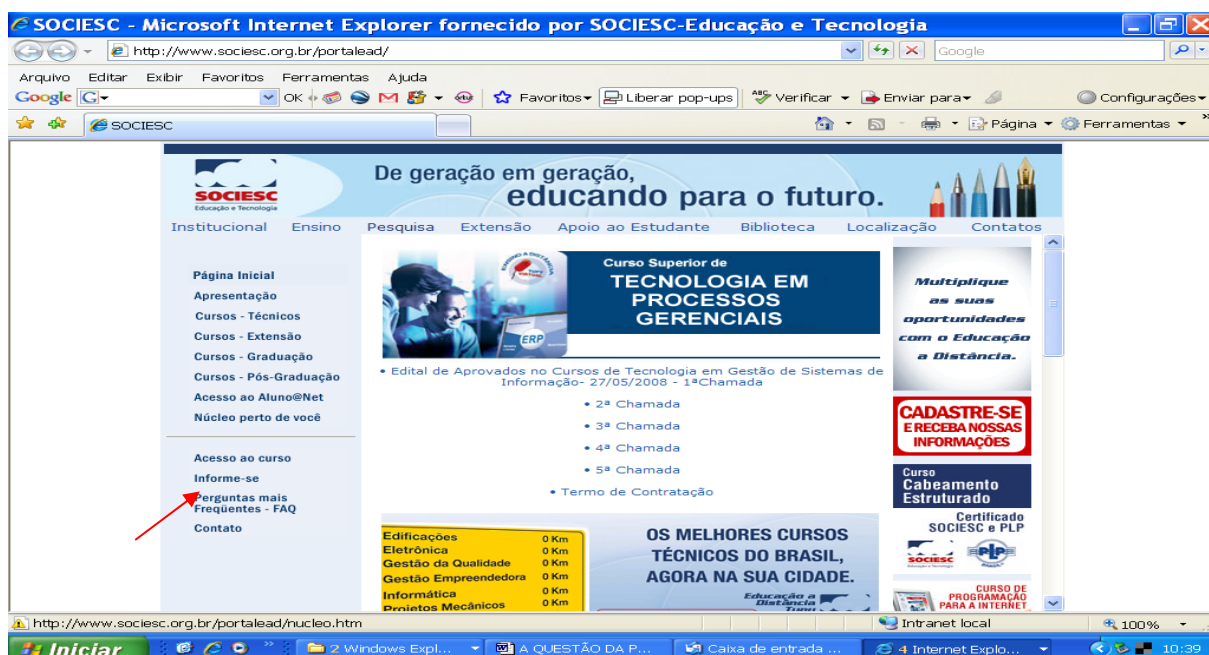 SOCIESC - Microsoft Internet Explorer fornecido por SOCIESC-Educação e Tecnologia
http://www.sociesc.org.br/portalead/
Google
Arquivo Editar Exibir Favoritos Ferramentas Ajuda
Google G OK Favoritos Liberar pop-ups Verificar Enviar para Configurações
SOCIESC Página Ferramentas
SOCIESC
Educação e Tecnologia
De geração em geração,
educando para o futuro.
Institucional Ensino Pesquisa Extensão Apoio ao Estudante Biblioteca Localização Contatos
Página Inicial
Apresentação
Cursos - Técnicos
Cursos - Extensão
Cursos - Graduação
Cursos - Pós-Graduação
Acesso ao Aluno@Net
Núcleo perto de você
Acesso ao curso
Informe-se
Perguntas mais
Freqüentes - FAQ
Contato
ERP
Curso Superior de
TECNOLOGIA EM
PROCESSOS
GERENCIAIS
• Edital de Aprovados no Cursos de Tecnologia em Gestão de Sistemas de
Informação- 27/05/2008 - 1ªChamada
• 2ª Chamada
• 3ª Chamada
• 4ª Chamada
• 5ª Chamada
• Termo de Contratação
Edificações 0 Km
Eletrônica 0 Km
Gestão da Qualidade 0 Km
Gestão Empreendedora 0 Km
Informática 0 Km
Projetos Mecânicos 0 Km
OS MELHORES CURSOS
TÉCNICOS DO BRASIL,
AGORA NA SUA CIDADE.
Educação a
Distância
Multiplique
as suas
oportunidades
com o Educação
a Distância.
CADASTRE-SE
E RECEBA NOSSAS
INFORMAÇÕES
Curso
Cabeamento
Estruturado
Certificado
SOCIESC e PLP
SOCIESC PLP
CURSO DE
PROGRAMAÇÃO
PARA A INTERNET
http://www.sociesc.org.br/portalead/nucleo.htm Intranet local 100%
Iniciar 2 Windows Expl... A QUESTÃO DA P... Caixa de entrada ... 4 Internet Explo... 10:39